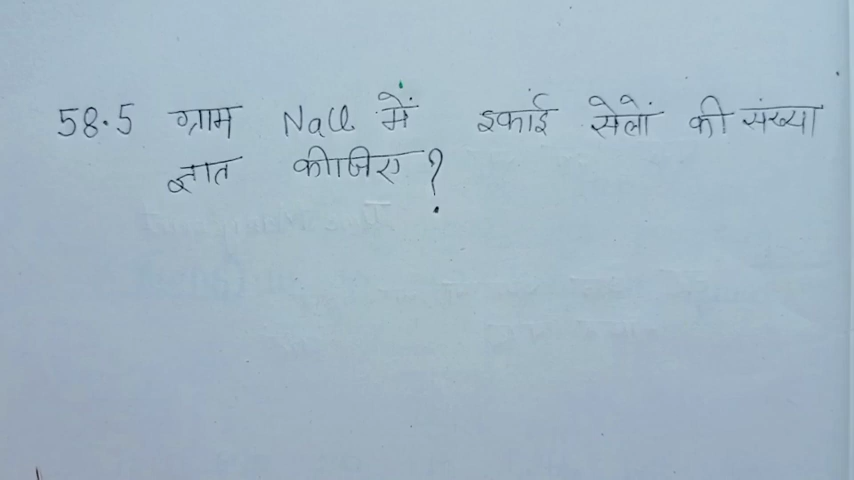 58.5 ग्राम NaCl में इकाई सेलों की संख्या
ज्ञात कीजिए ?